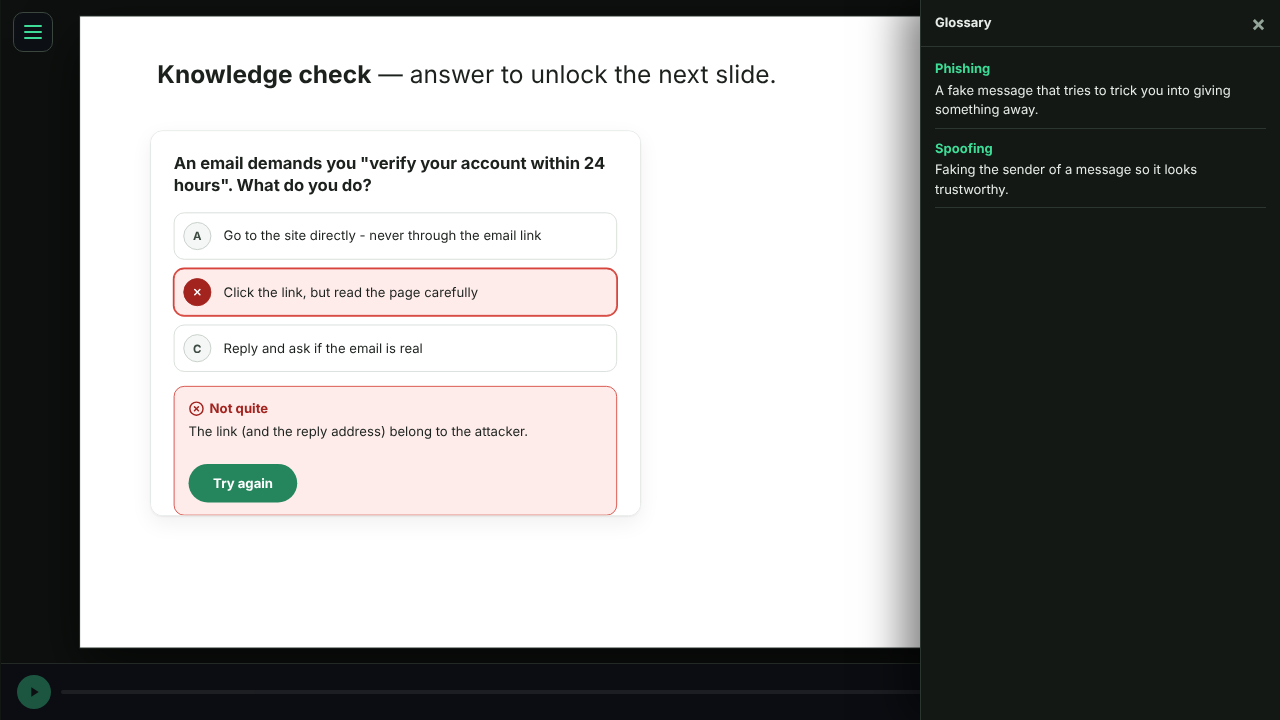 Knowledge check — answer to unlock the next slide.
An email demands you "verify your account within 24
hours". What do you do?
A Go to the site directly - never through the email link
× Click the link, but read the page carefully
C Reply and ask if the email is real
Not quite
The link (and the reply address) belong to the attacker.
Try again
Glossary
×
Phishing
A fake message that tries to trick you into giving
something away.
Spoofing
Faking the sender of a message so it looks
trustworthy.